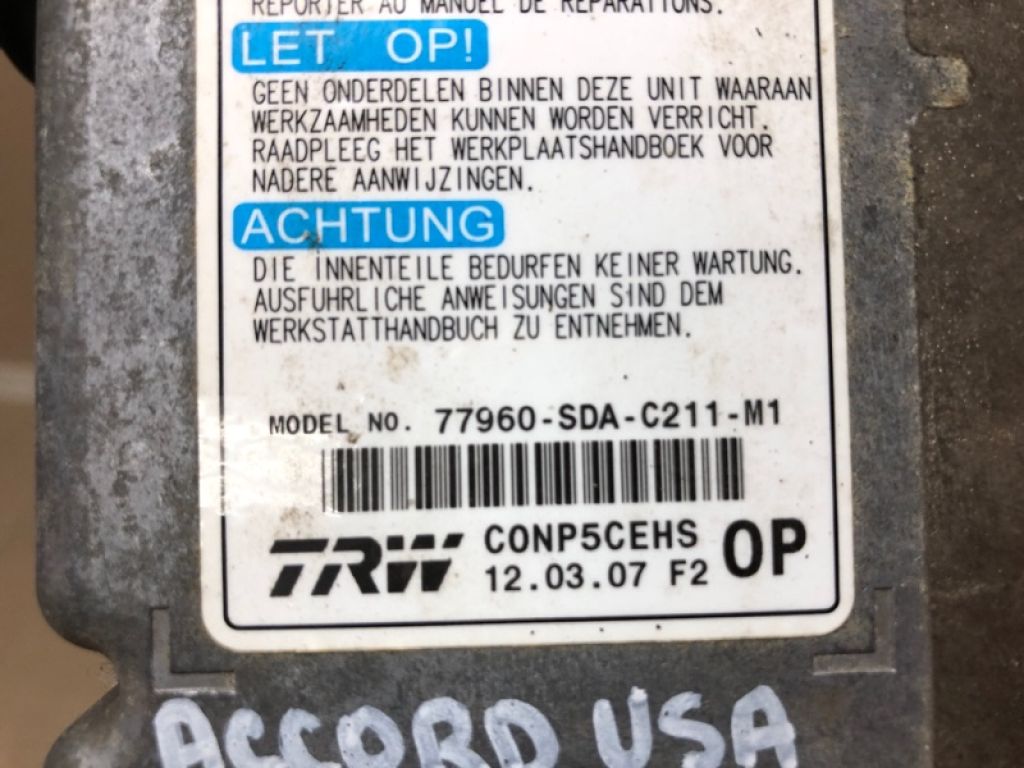 REPORTER AU MANUEL DE REPARATIONS.
LET OP!
GEEN ONDERDELEN BINNEN DEZE UNIT WAARAAN
WERKZAAMHEDEN KUNNEN WORDEN VERRICHT.
RAADPLEEG HET WERKPLAATSHANDBOEK VOOR
NADERE AANWIJZINGEN.
ACHTUNG
DIE INNENTEILE BEDURFEN KEINER WARTUNG.
AUSFUHRLICHE ANWEISUNGEN SIND DEM
WERKSTATTHANDBUCH ZU ENTNEHMEN.
MODEL NO. 77960-SDA-C211-M1
TRW CONP5CEHS OP
12.03.07 F2
ACCORD USA